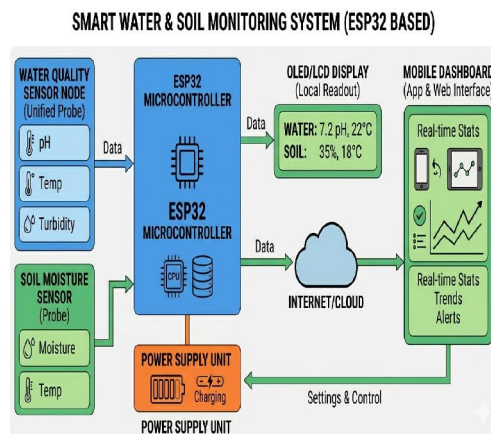 SMART WATER & SOIL MONITORING SYSTEM (ESP32 BASED)
WATER QUALITY
SENSOR NODE
(Unified Probe)
pH
Temp
Turbidity
Data
SOIL MOISTURE
SENSOR
(Probe)
Moisture
Temp
ESP32
MICROCONTROLLER
ESP32
MICROCONTROLLER
CPU
POWER SUPPLY UNIT
Charging
POWER SUPPLY UNIT
Data
OLED/LCD DISPLAY
(Local Readout)
WATER: 7.2 pH, 22°C
SOIL: 35%, 18°C
Data
INTERNET/CLOUD
MOBILE DASHBOARD
(App & Web Interface)
Real-time Stats
Real-time Stats
Trends
Alerts
Settings & Control